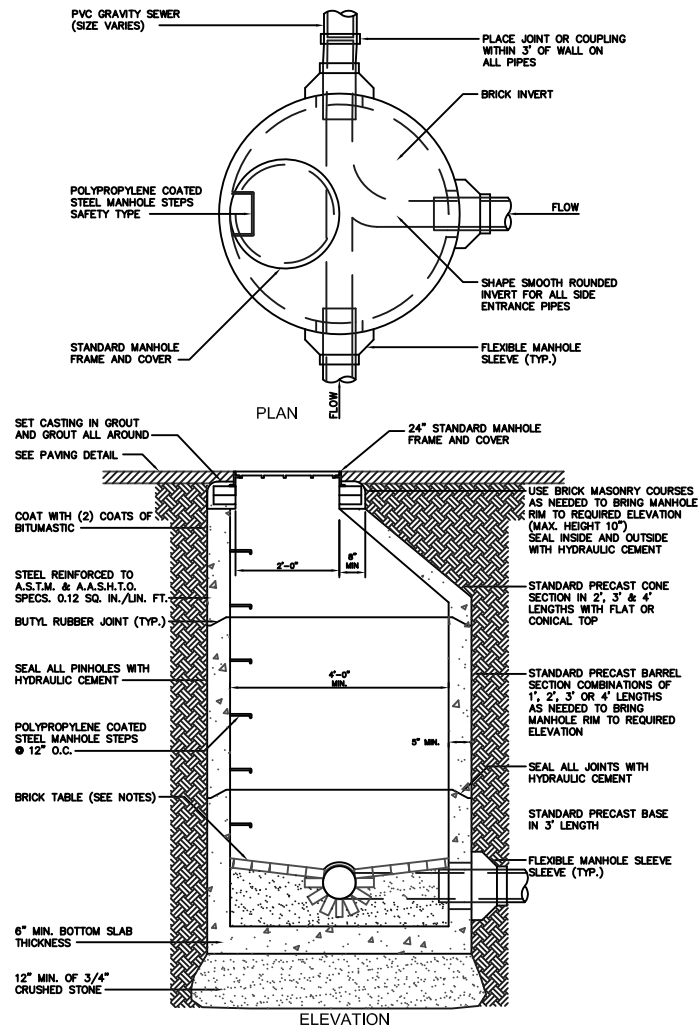 PVC GRAVITY SEWER
(SIZE VARIES)
PLACE JOINT OR COUPLING
WITHIN 3' OF WALL ON
ALL PIPES
BRICK INVERT
POLYPROPYLENE COATED
STEEL MANHOLE STEPS
SAFETY TYPE
FLOW
SHAPE SMOOTH ROUNDED
INVERT FOR ALL SIDE
ENTRANCE PIPES
STANDARD MANHOLE
FRAME AND COVER
FLEXIBLE MANHOLE
SLEEVE (TYP.)
FLOW
PLAN
SET CASTING IN GROUT
AND GROUT ALL AROUND
24" STANDARD MANHOLE
FRAME AND COVER
SEE PAVING DETAIL
USE BRICK MASONRY COURSES
AS NEEDED TO BRING MANHOLE
RIM TO REQUIRED ELEVATION
(MAX. HEIGHT 10")
SEAL INSIDE AND OUTSIDE
WITH HYDRAULIC CEMENT
COAT WITH (2) COATS OF
BITUMASTIC
2'-0"
8"
MIN
STEEL REINFORCED TO
A.S.T.M. & A.A.S.H.T.O.
SPECS. 0.12 SQ. IN./LIN. FT.
STANDARD PRECAST CONE
SECTION IN 2', 3' & 4'
LENGTHS WITH FLAT OR
CONICAL TOP
BUTYL RUBBER JOINT (TYP.)
SEAL ALL PINHOLES WITH
HYDRAULIC CEMENT
4'-0"
MIN.
STANDARD PRECAST BARREL
SECTION COMBINATIONS OF
1', 2', 3' OR 4' LENGTHS
AS NEEDED TO BRING
MANHOLE RIM TO REQUIRED
ELEVATION
POLYPROPYLENE COATED
STEEL MANHOLE STEPS
@ 12" O.C.
5" MIN.
SEAL ALL JOINTS WITH
HYDRAULIC CEMENT
BRICK TABLE (SEE NOTES)
STANDARD PRECAST BASE
IN 3' LENGTH
FLEXIBLE MANHOLE SLEEVE
SLEEVE (TYP.)
6" MIN. BOTTOM SLAB
THICKNESS
12" MIN. OF 3/4"
CRUSHED STONE
ELEVATION